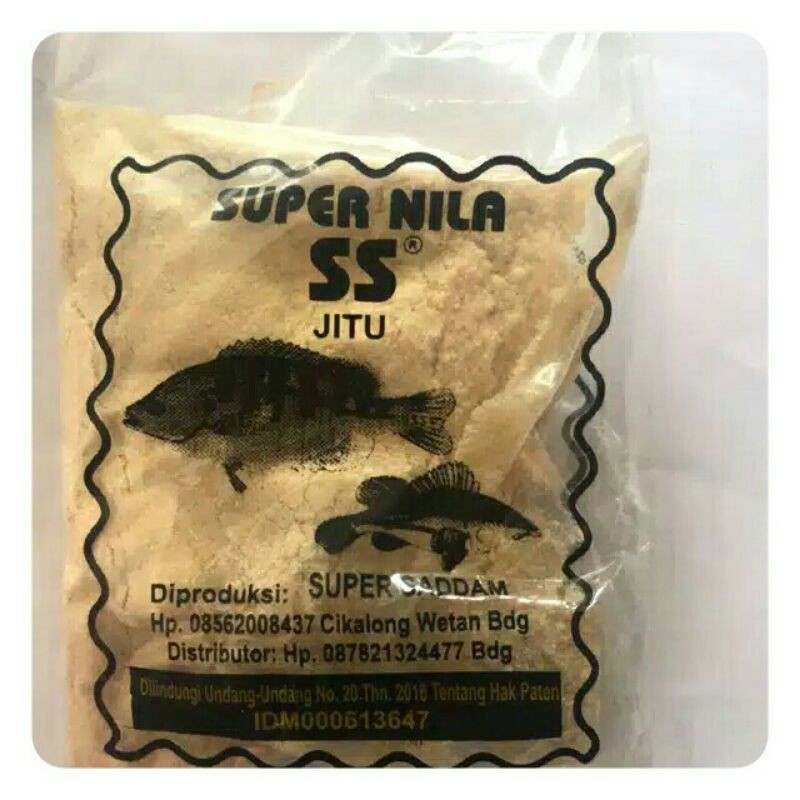 SUPER NILA
SS®
JITU
Diproduksi: SUPER SADDAM
Hp. 08562008437 Cikalong Wetan Bdg
Distributor: Hp. 087821324477 Bdg
Dilindungi Undang-Undang No. 20.Thn. 2016 Tentang Hak Paten
IDM000613647